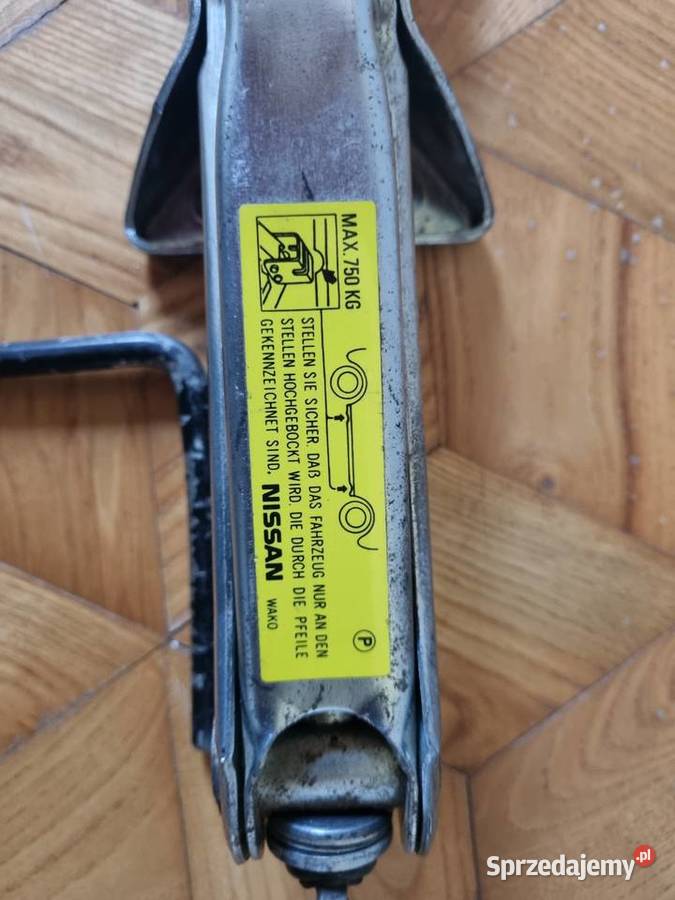 MAX. 750 KG
STELLEN SIE SICHER, DAß DAS FAHRZEUG NUR AN DEN
STELLEN HOCHGEBOCKT WIRD, DIE DURCH DIE PFEILE
GEKENNZEICHNET SIND. NISSAN WAKO
P
Sprzedajemy.pl